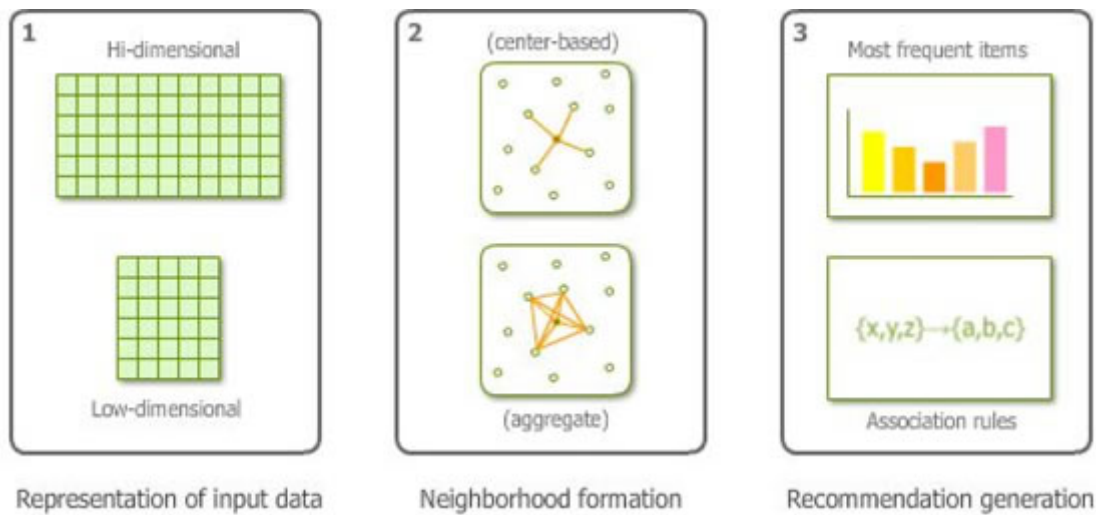 1
Hi-dimensional
Low-dimensional
Representation of input data
2
(center-based)
(aggregate)
Neighborhood formation
3
Most frequent items
{x,y,z}→{a,b,c}
Association rules
Recommendation generation